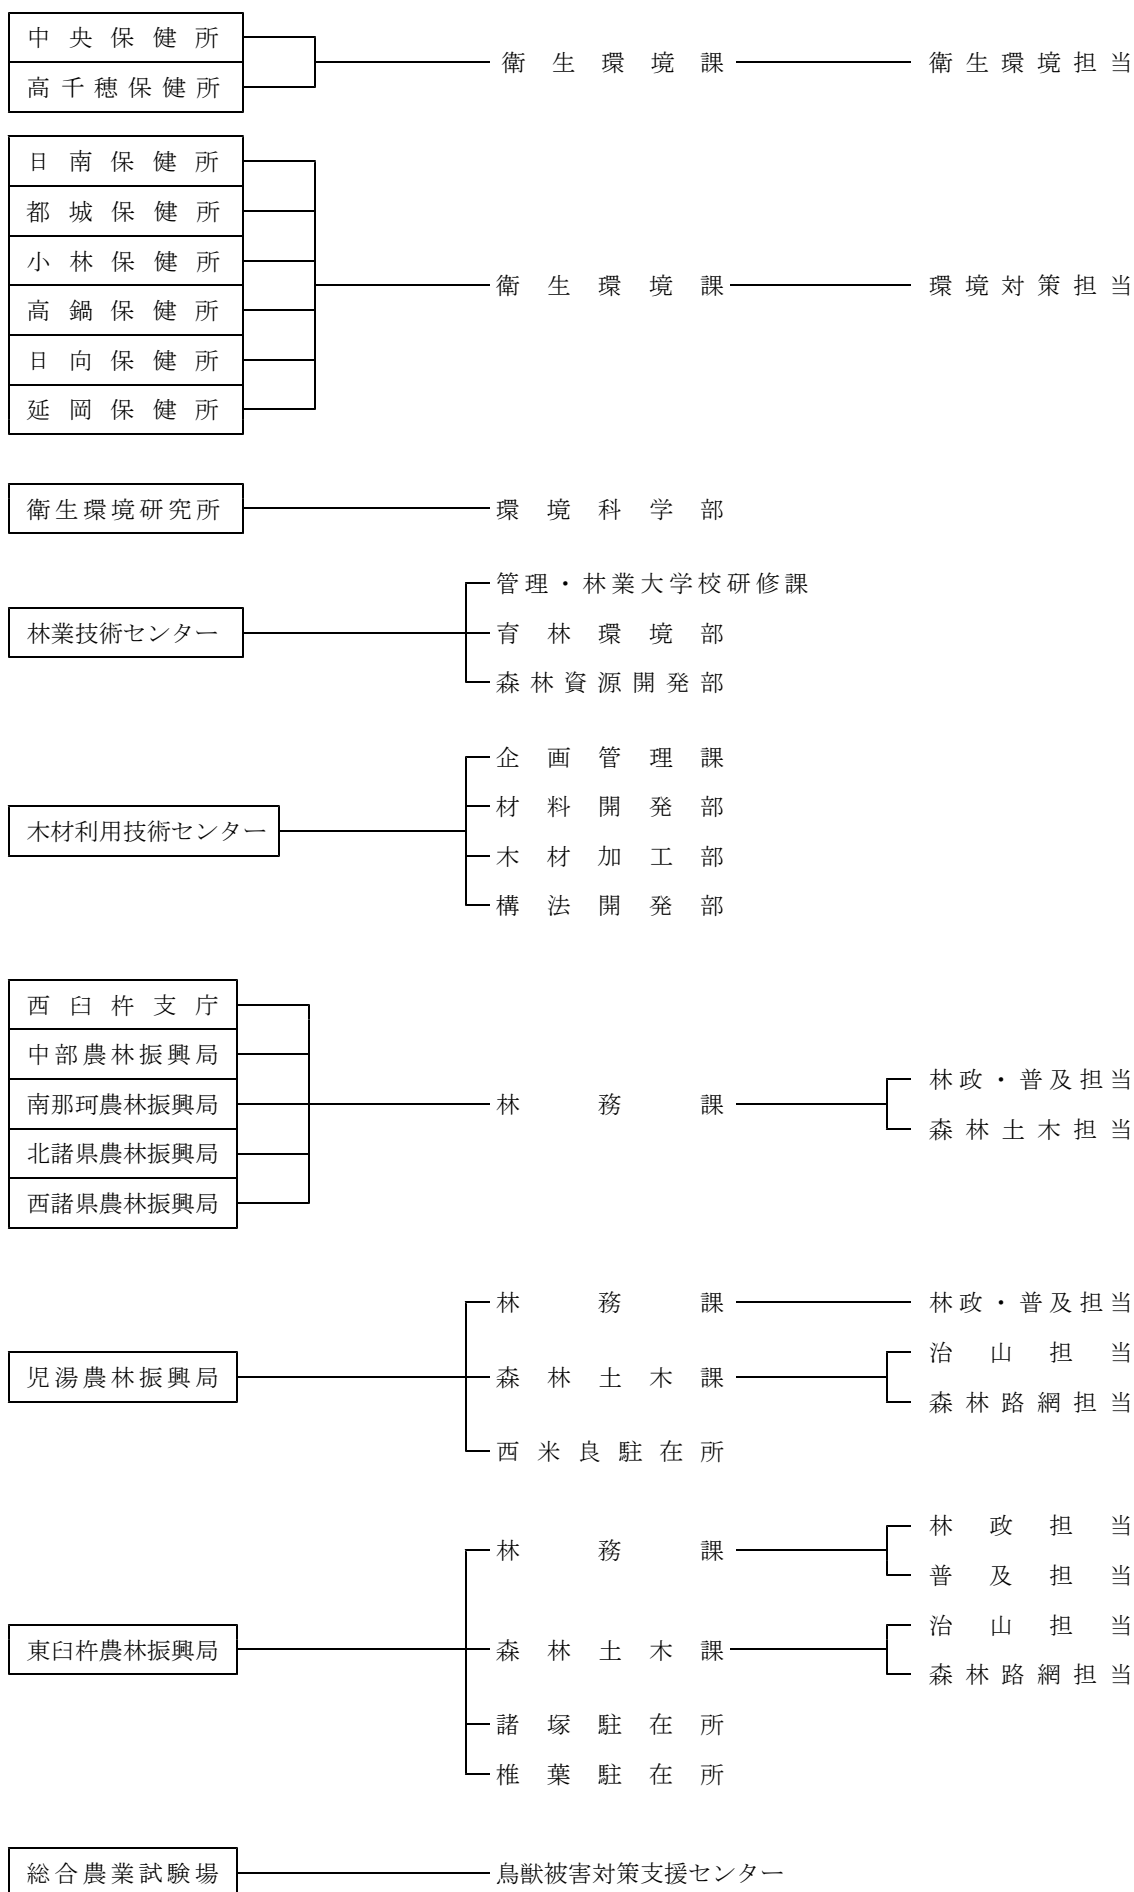 中央保健所
衛生環境課
衛生環境担当
高千穂保健所
日南保健所
都城保健所
小林保健所
高鍋保健所
日向保健所
延岡保健所
衛生環境課
環境対策担当
衛生環境研究所
環境科学部
林業技術センター
管理・林業大学校研修課
育林環境部
森林資源開発部
木材利用技術センター
企画管理課
材料開発部
木材加工部
構法開発部
西臼杵支庁
中部農林振興局
南那珂農林振興局
北諸県農林振興局
西諸県農林振興局
林務課
林政・普及担当
森林土木担当
児湯農林振興局
林務課
林政・普及担当
森林土木課
治山担当
森林路網担当
西米良駐在所
東臼杵農林振興局
林務課
林政担当
普及担当
森林土木課
治山担当
森林路網担当
諸塚駐在所
椎葉駐在所
総合農業試験場
鳥獣被害対策支援センター